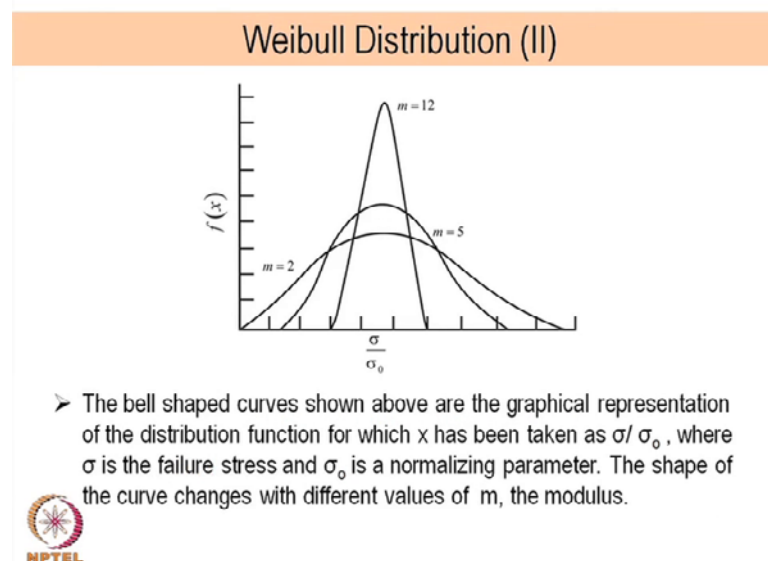 Weibull Distribution (II)
m = 12
f(x)
m = 5
m = 2
σ
σ₀
➤ The bell shaped curves shown above are the graphical representation
of the distribution function for which x has been taken as σ/ σₒ , where
σ is the failure stress and σₒ is a normalizing parameter. The shape of
the curve changes with different values of m, the modulus.
NPTEL